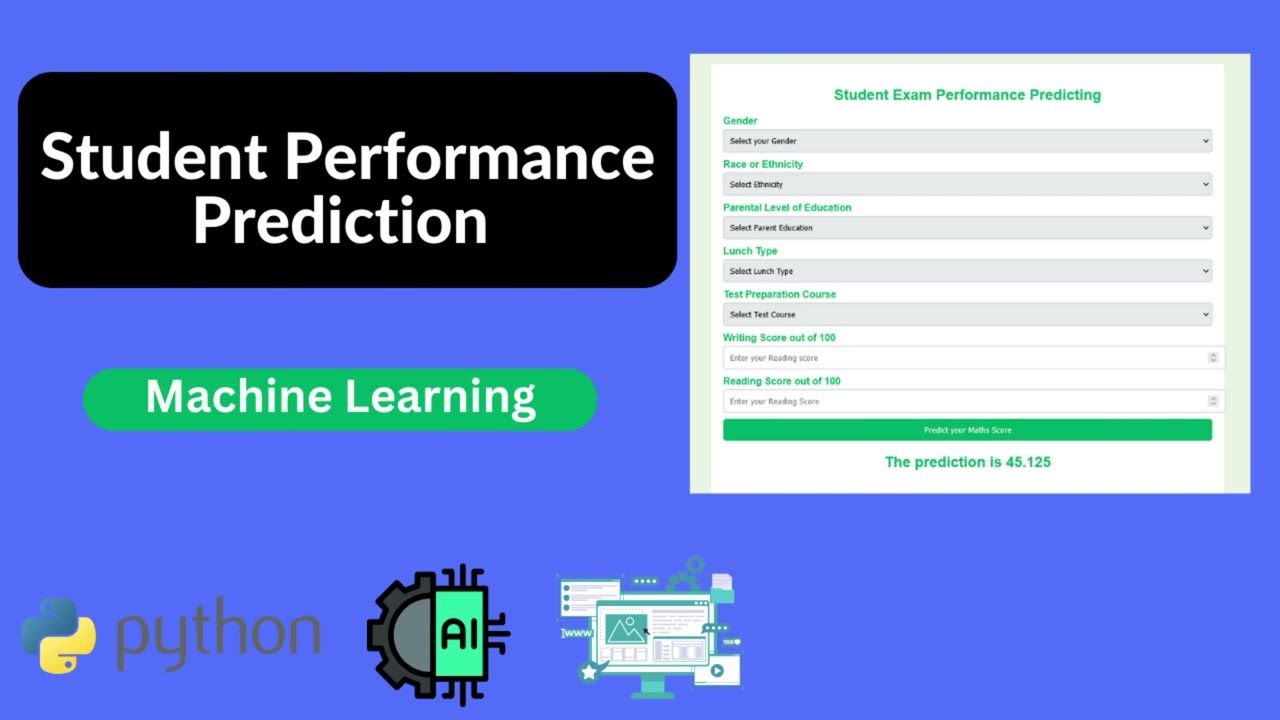 Student Performance
Prediction
Machine Learning
Student Exam Performance Predicting
Gender
Select your Gender
Race or Ethnicity
Select Ethnicity
Parental Level of Education
Select Parent Education
Lunch Type
Select Lunch Type
Test Preparation Course
Select Test Course
Writing Score out of 100
Enter your Reading score
Reading Score out of 100
Enter your Reading Score
Predict your Maths Score
The prediction is 45.125
python
AI
www
100